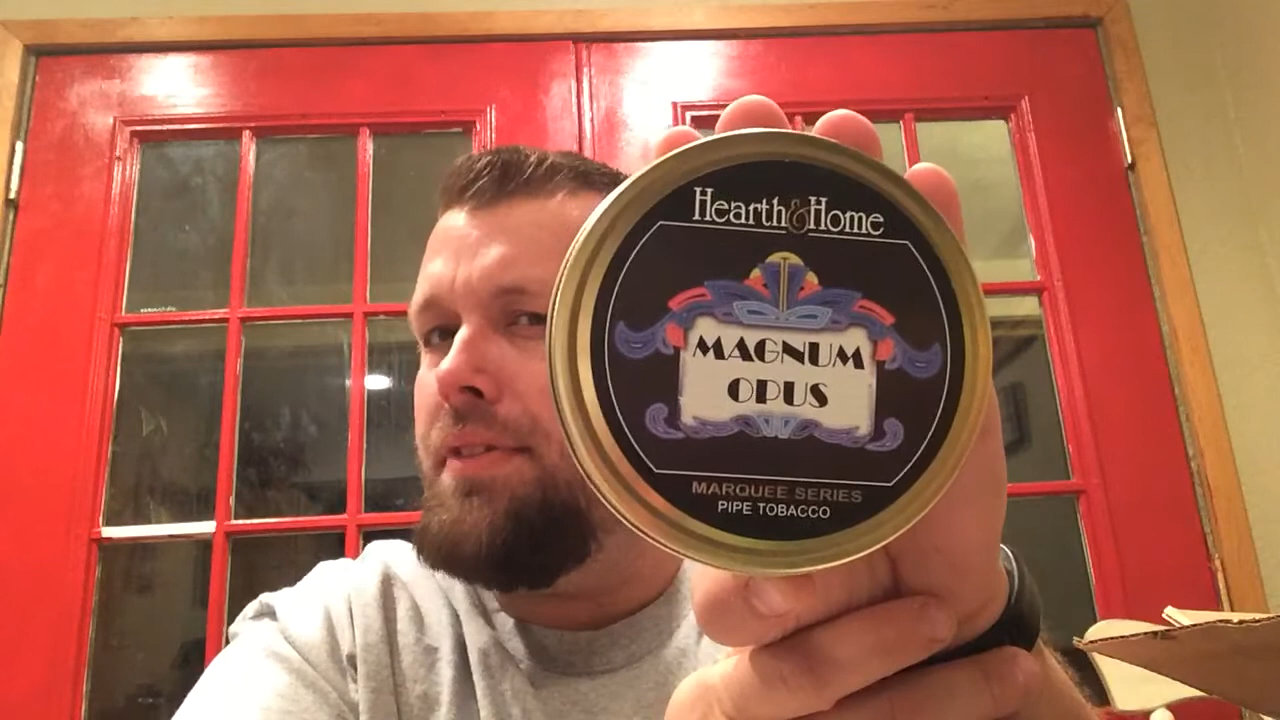 Hearth & Home
MAGNUM
OPUS
MARQUEE SERIES
PIPE TOBACCO